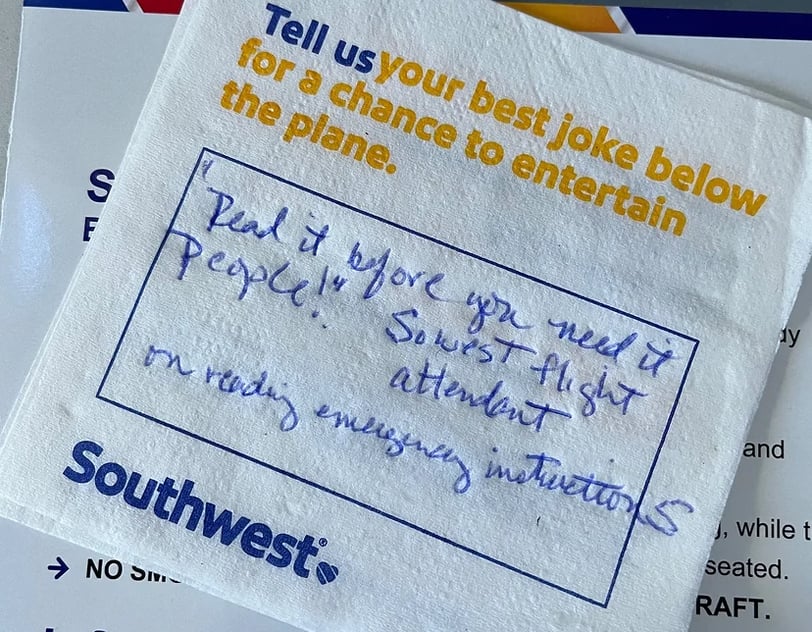 Tell us your best joke below
for a chance to entertain
the plane.
"Read it before you need it
People!" Sowest flight
attendant
on reading emergency instructions
Southwest®
S
E
dy
and
, while t
seated.
→ NO SM
RAFT.